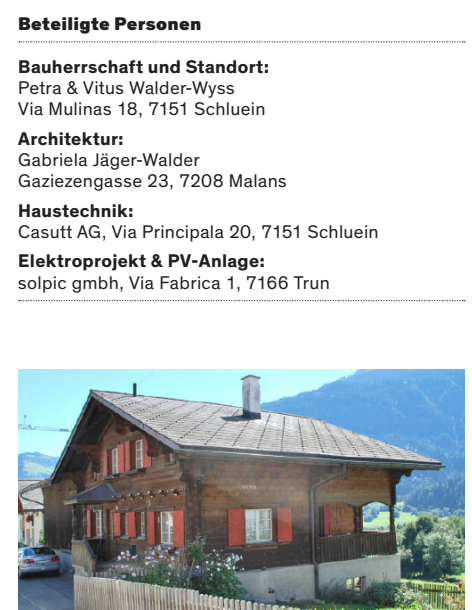 Beteiligte Personen
Bauherrschaft und Standort:
Petra & Vitus Walder-Wyss
Via Mulinas 18, 7151 Schluein
Architektur:
Gabriela Jäger-Walder
Gaziezengasse 23, 7208 Malans
Haustechnik:
Casutt AG, Via Principala 20, 7151 Schluein
Elektroprojekt & PV-Anlage:
solpic gmbh, Via Fabrica 1, 7166 Trun